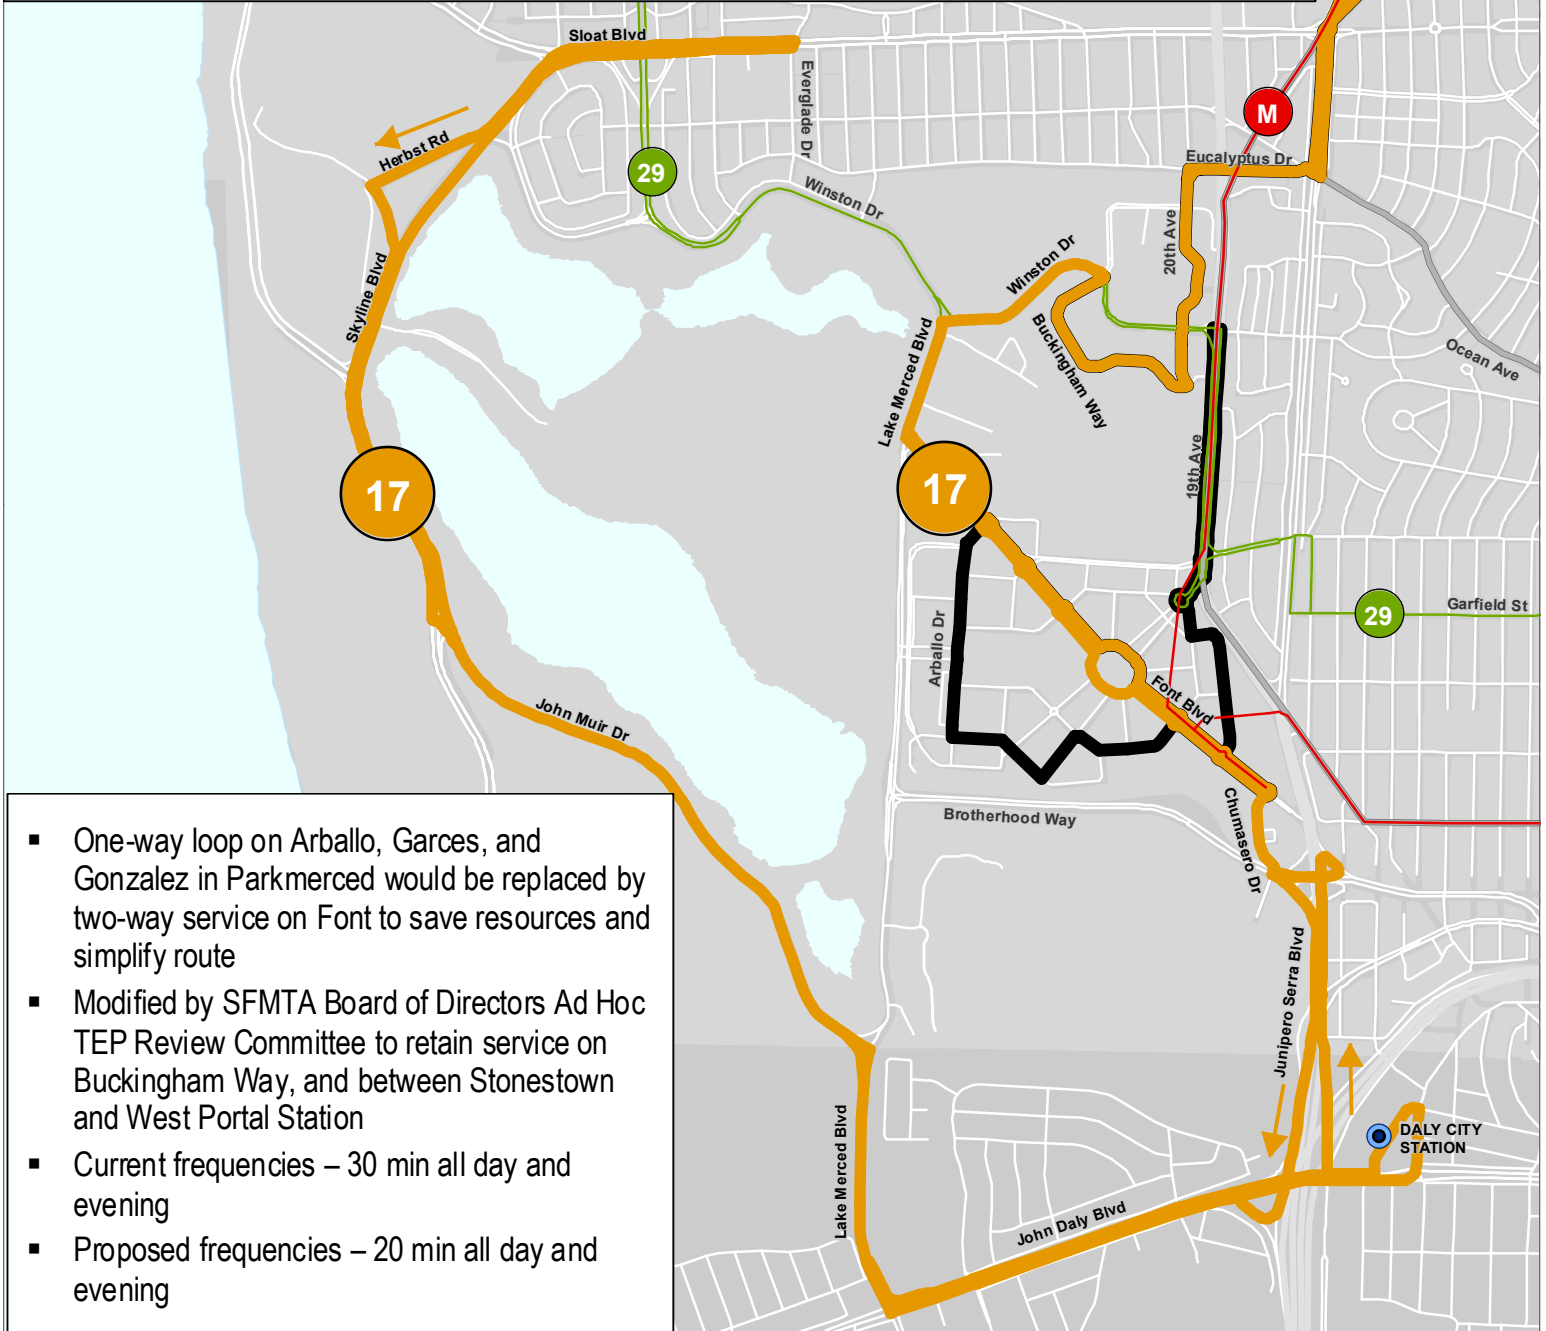 Sloat Blvd
Everglade Dr
M
Herbst Rd
29
Eucalyptus Dr
Winston Dr
20th Ave
Winston Dr
Skyline Blvd
Buckingham Way
Lake Merced Blvd
Ocean Ave
19th Ave
17
17
29
Garfield St
Arballo Dr
Font Blvd
John Muir Dr
Chumasero Dr
Brotherhood Way
▪ One-way loop on Arballo, Garces, and
Gonzalez in Parkmerced would be replaced by
two-way service on Font to save resources and
simplify route
▪ Modified by SFMTA Board of Directors Ad Hoc
TEP Review Committee to retain service on
Buckingham Way, and between Stonestown
and West Portal Station
▪ Current frequencies – 30 min all day and
evening
▪ Proposed frequencies – 20 min all day and
evening
Junipero Serra Blvd
DALY CITY
STATION
Lake Merced Blvd
John Daly Blvd